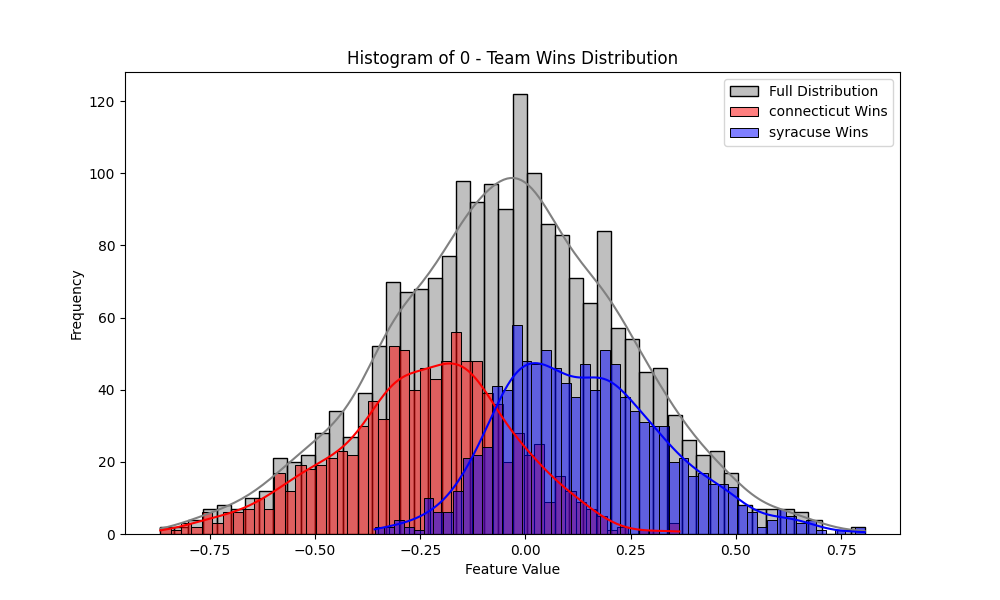 Histogram of 0 - Team Wins Distribution
Full Distribution
connecticut Wins
syracuse Wins
Frequency
120
100
80
60
40
20
0
−0.75 −0.50 −0.25 0.00 0.25 0.50 0.75
Feature Value